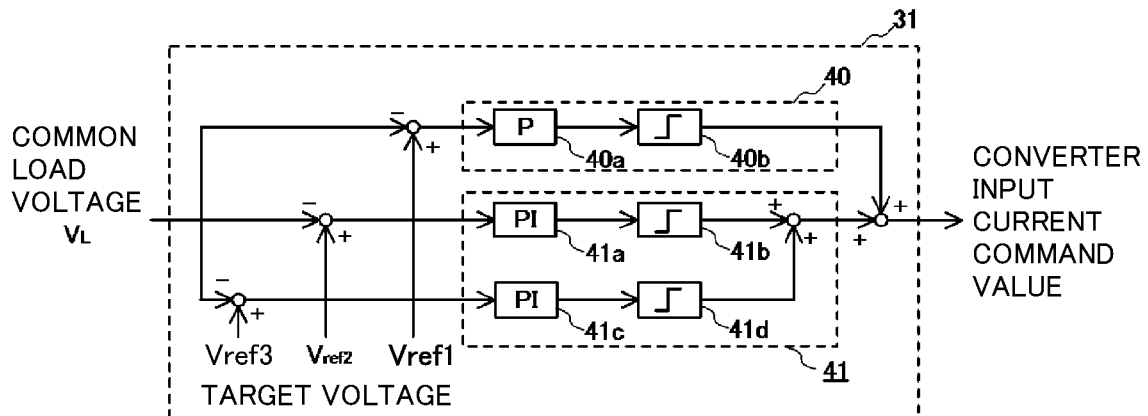 31
40
COMMON
LOAD
VOLTAGE
VL
− + P 40a 40b +
− + PI 41a 41b + + + 
− + PI 41c 41d
Vref3 Vref2 Vref1
TARGET VOLTAGE
41
CONVERTER
INPUT
CURRENT
COMMAND
VALUE